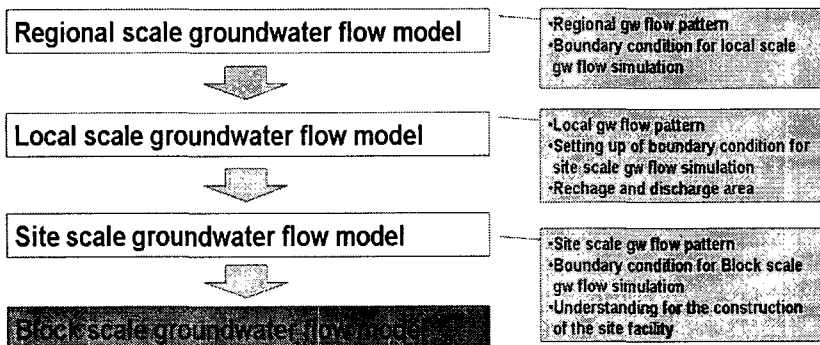 Regional scale groundwater flow model
•Regional gw flow pattern
•Boundary condition for local scale
gw flow simulation
Local scale groundwater flow model
•Local gw flow pattern
•Setting up of boundary condition for
site scale gw flow simulation
•Rechage and discharge area
Site scale groundwater flow model
•Site scale gw flow pattern
•Boundary condition for Block scale
gw flow simulation
•Understanding for the construction
of the site facility
Block scale groundwater flow model